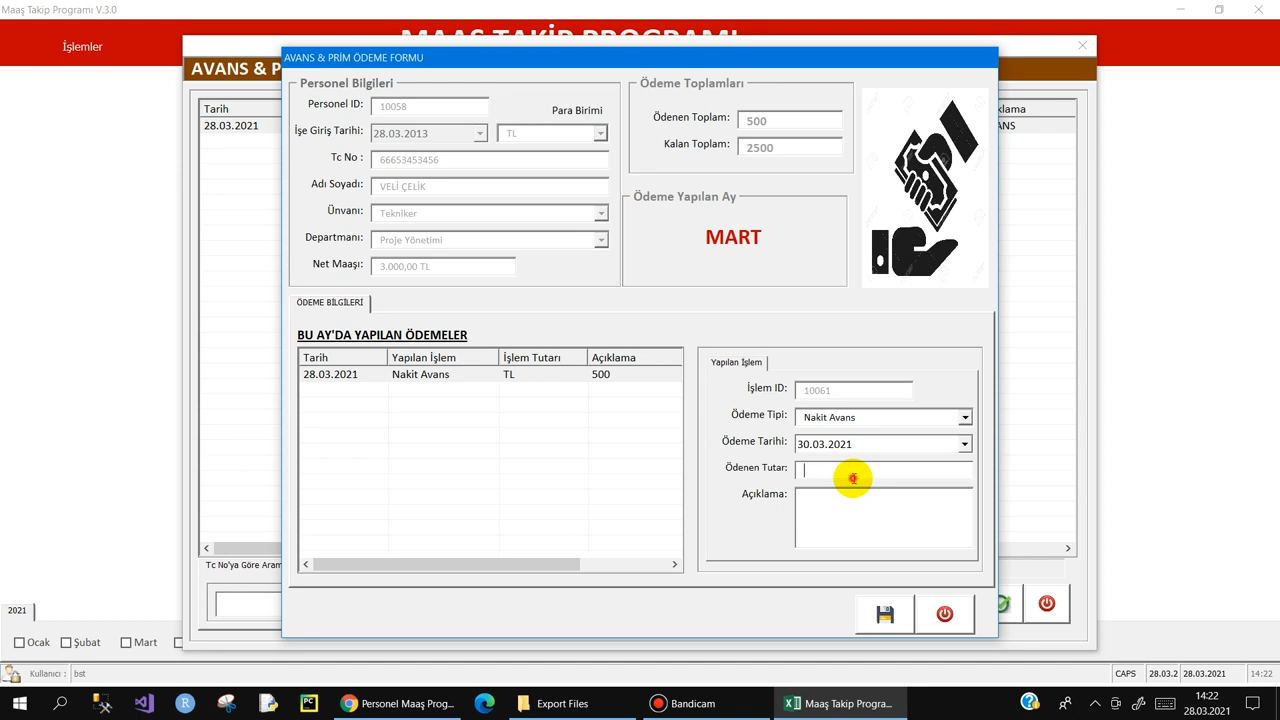 Maaş Takip Programı V.3.0
MAAŞ TAKİP PROGRAMI
İşlemler
AVANS & P
AVANS & PRİM ÖDEME FORMU
Tarih
28.03.2021
Personel Bilgileri
Personel ID: 10058
Para Birimi
İşe Giriş Tarihi: 28.03.2013 TL
Tc No : 66653453456
Adı Soyadı: VELİ ÇELİK
Ünvanı: Tekniker
Departmanı: Proje Yönetimi
Net Maaşı: 3.000,00 TL
Ödeme Toplamları
Ödenen Toplam: 500
Kalan Toplam: 2500
Ödeme Yapılan Ay
MART
ÖDEME BİLGİLERİ
BU AY'DA YAPILAN ÖDEMELER
Tarih Yapılan İşlem İşlem Tutarı Açıklama
28.03.2021 Nakit Avans TL 500
Yapılan İşlem
İşlem ID: 10061
Ödeme Tipi: Nakit Avans
Ödeme Tarihi: 30.03.2021
Ödenen Tutar:
Açıklama:
Tc No'ya Göre Aram
2021
Ocak Şubat Mart
Kullanıcı : bst
CAPS 28.03.2 28.03.2021 14:22
Personel Maaş Prog...
Export Files
Bandicam
Maaş Takip Progra...
14:22
28.03.2021